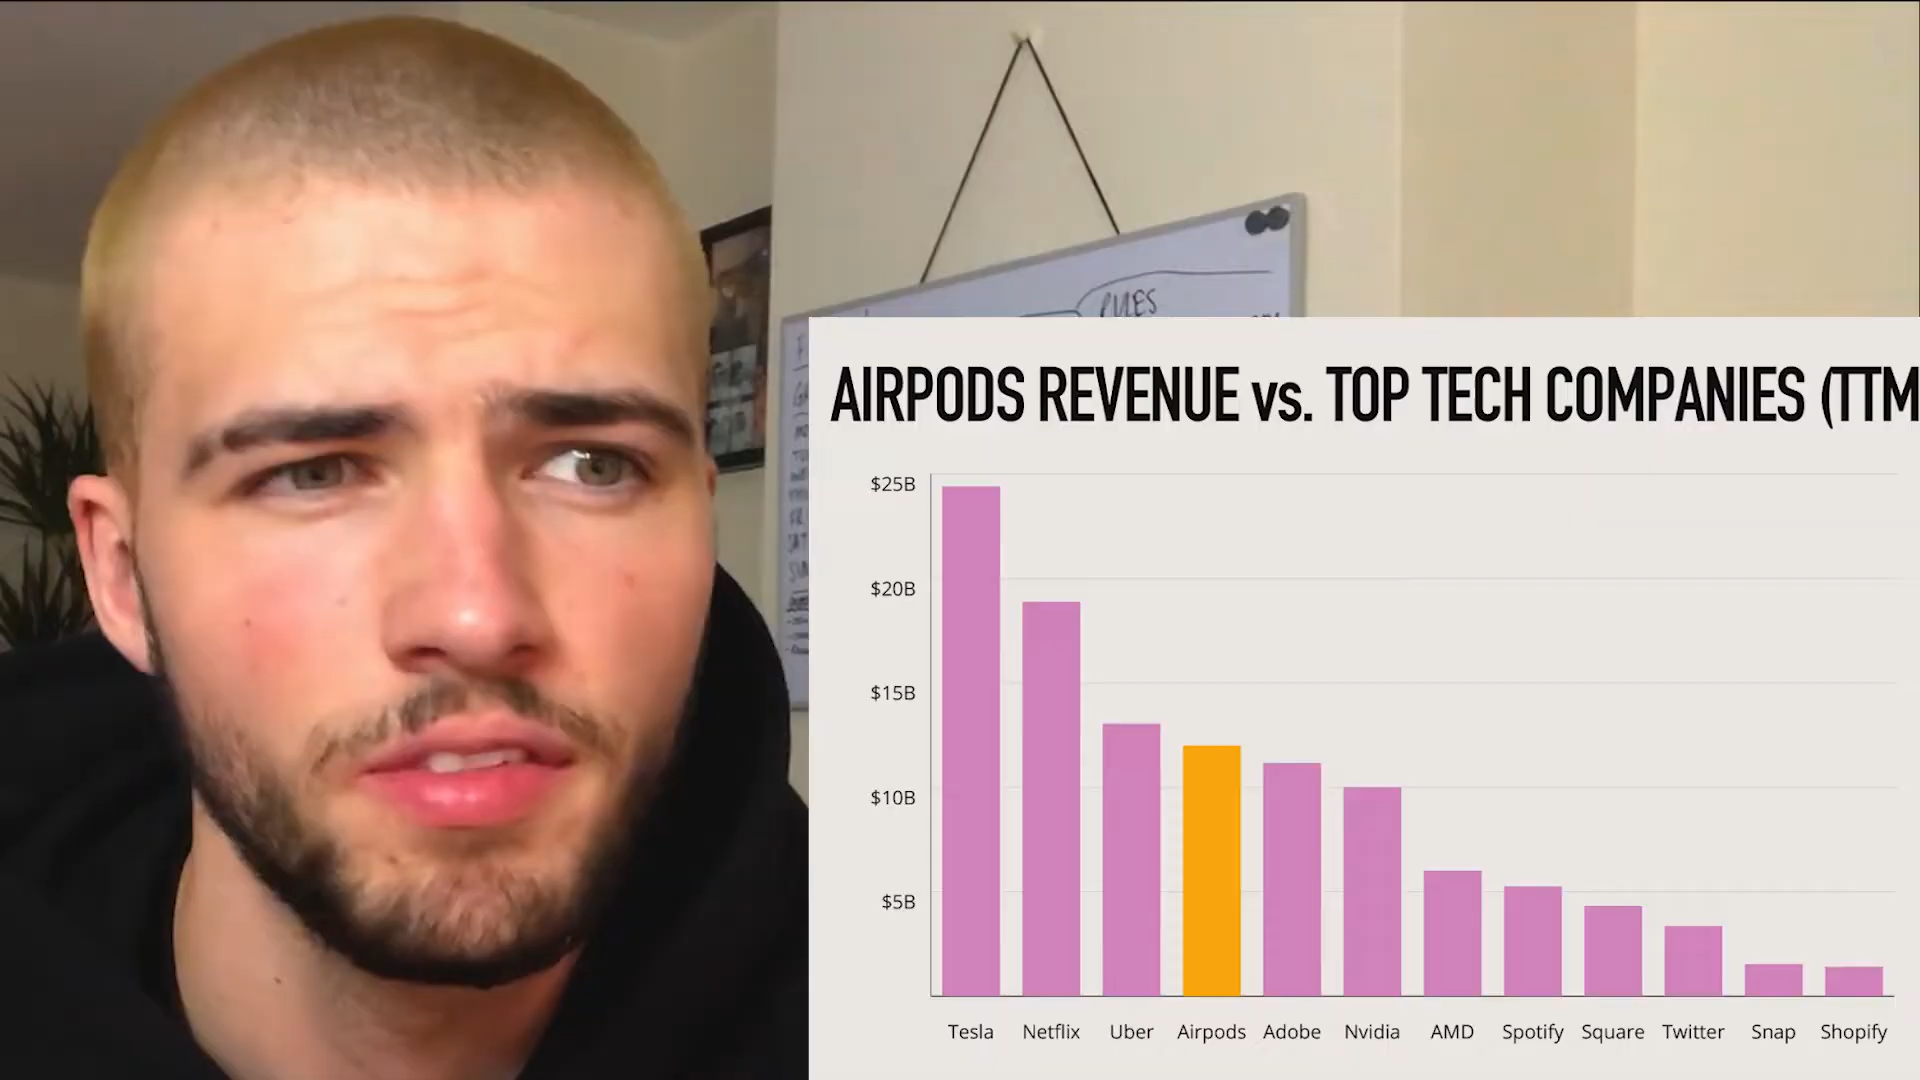 RULES
AIRPODS REVENUE vs. TOP TECH COMPANIES (TTM
$25B
$20B
$15B
$10B
$5B
Tesla Netflix Uber Airpods Adobe Nvidia AMD Spotify Square Twitter Snap Shopify